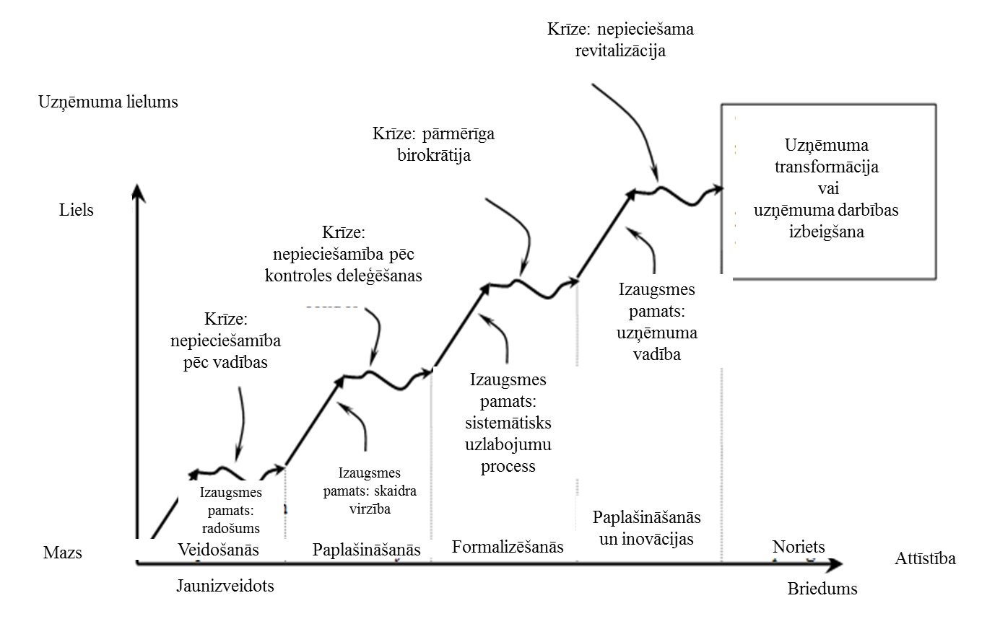 Krīze: nepieciešama
revitalizācija
Uzņēmuma lielums
Krīze: pārmērīga
birokrātija
Uzņēmuma
transformācija
vai
uzņēmuma darbības
izbeigšana
Liels
Krīze:
nepieciešamība pēc
kontroles deleģēšanas
Izaugsmes
pamats:
uzņēmuma
vadība
Krīze:
nepieciešamība
pēc vadības
Izaugsmes
pamats:
sistemātisks
uzlabojumu
process
Izaugsmes
pamats: skaidra
virzība
Izaugsmes
pamats:
radošums
Mazs
Veidošanās
Paplašināšanās
Formalizēšanās
Paplašināšanās
un inovācijas
Noriets
Attīstība
Jaunizveidots
Briedums